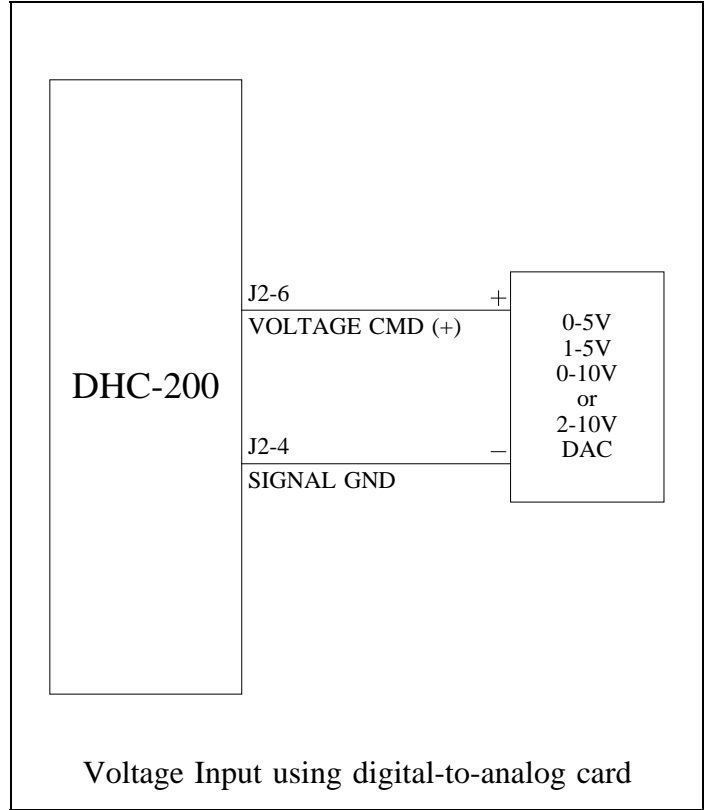 J2-6
+
VOLTAGE CMD (+)
DHC-200
0-5V
1-5V
0-10V
or
2-10V
DAC
J2-4
−
SIGNAL GND
Voltage Input using digital-to-analog card